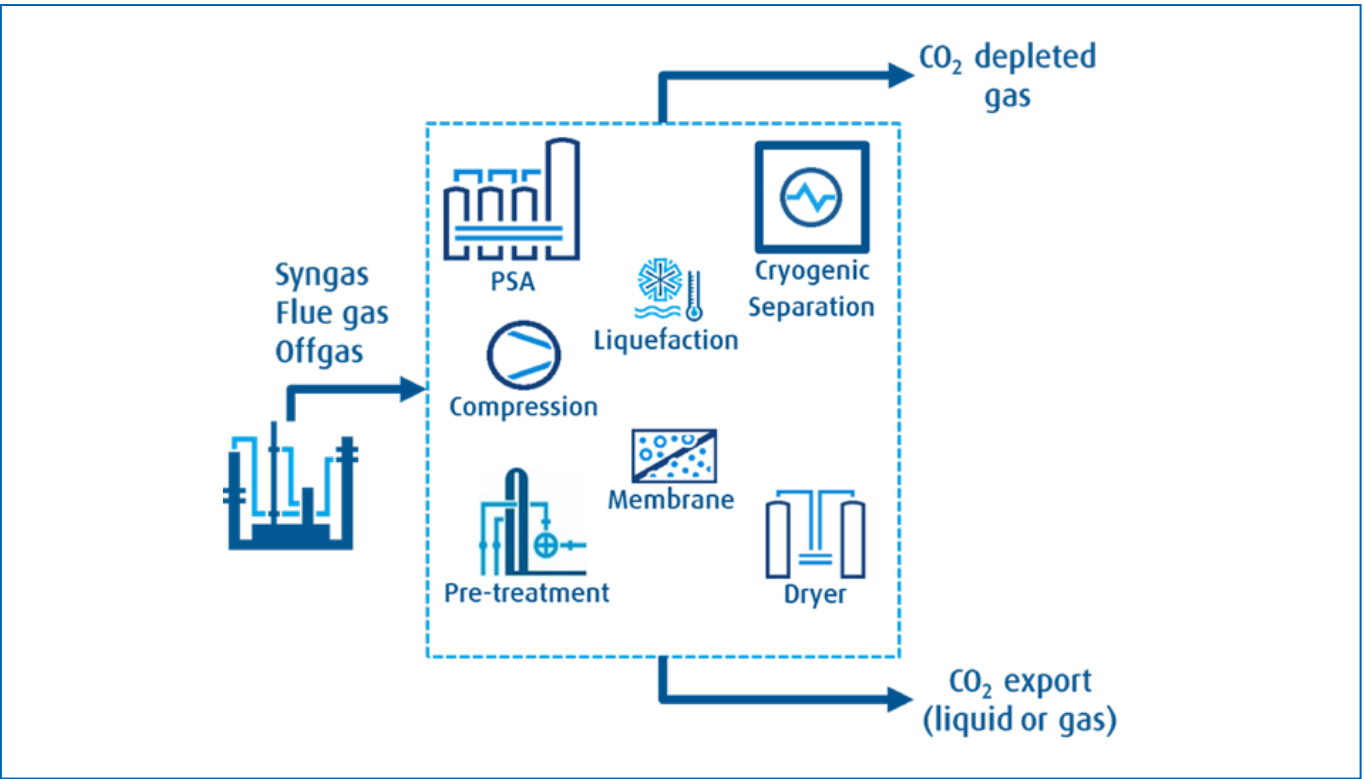 CO₂ depleted
gas
PSA
Cryogenic
Separation
Liquefaction
Syngas
Flue gas
Offgas
Compression
Membrane
Pre-treatment
Dryer
CO₂ export
(liquid or gas)